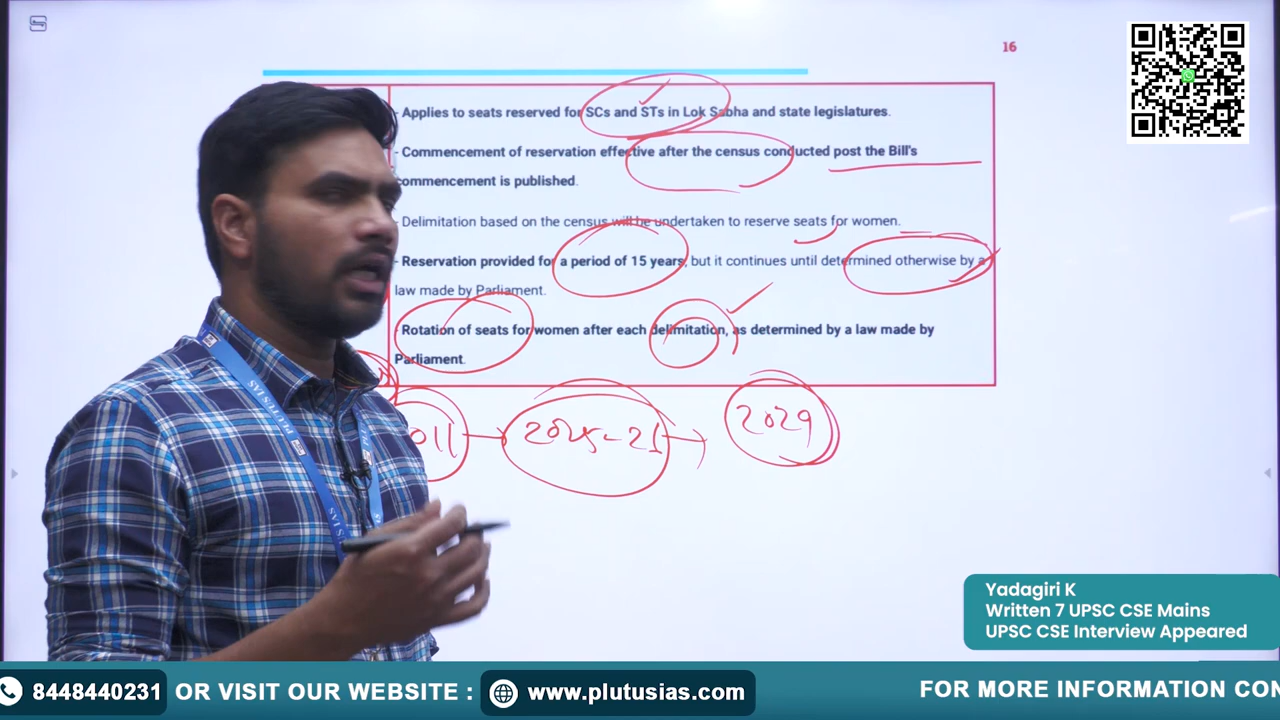 16
- Applies to seats reserved for SCs and STs in Lok Sabha and state legislatures.
- Commencement of reservation effective after the census conducted post the Bill's
commencement is published.
- Delimitation based on the census will be undertaken to reserve seats for women.
- Reservation provided for a period of 15 years, but it continues until determined otherwise by a
law made by Parliament.
- Rotation of seats for women after each delimitation, as determined by a law made by
Parliament.
011 → 2025-21 → 2029
PLUTUS IAS
Yadagiri K
Written 7 UPSC CSE Mains
UPSC CSE Interview Appeared
8448440231 OR VISIT OUR WEBSITE : www.plutusias.com FOR MORE INFORMATION CON